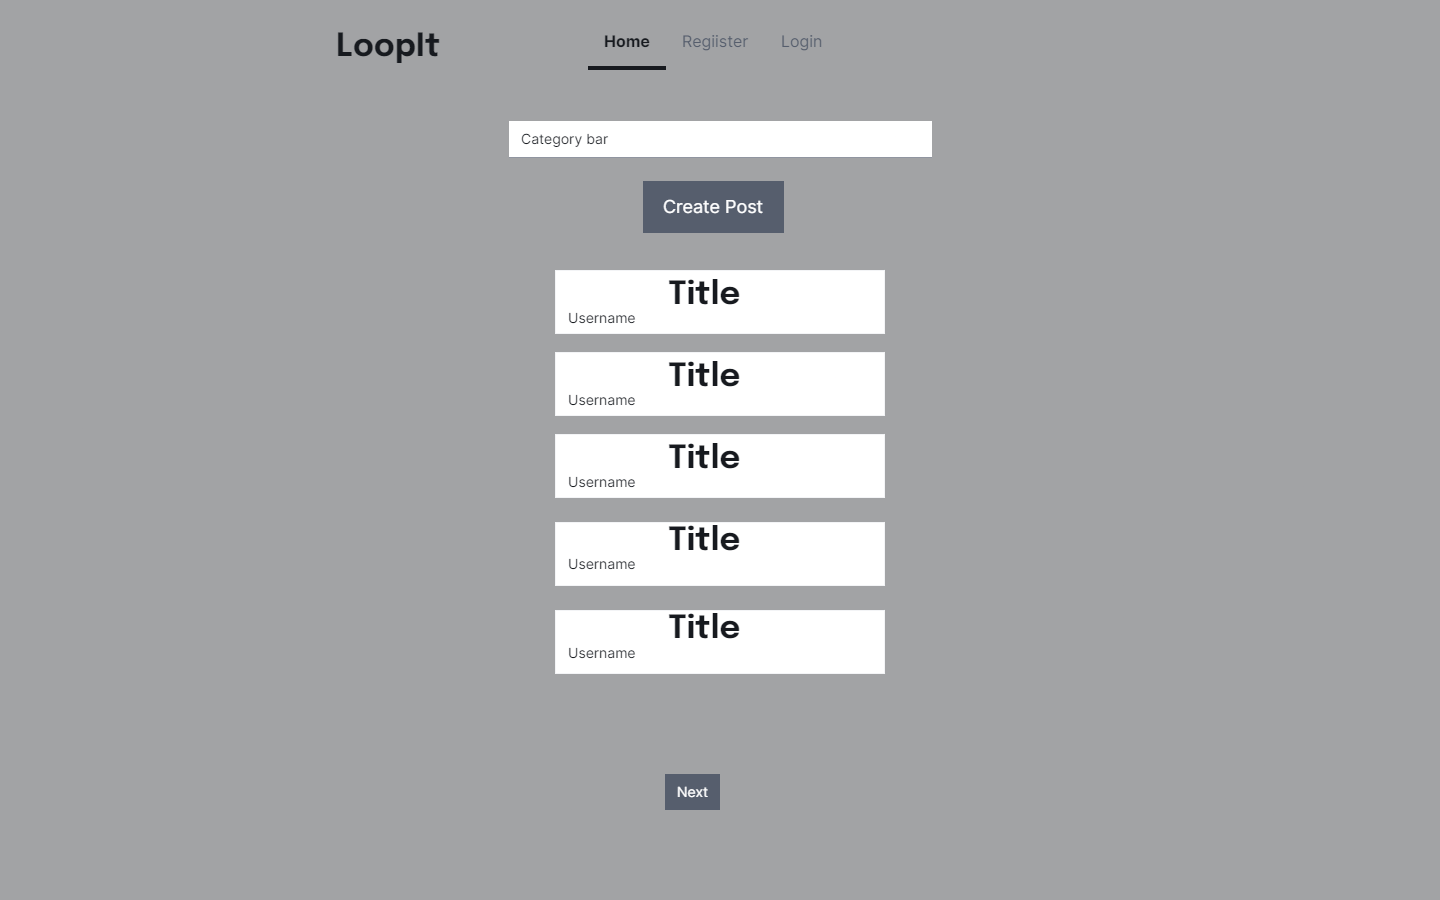 LoopIt
Home
Regiister
Login
Category bar
Create Post
Title
Username
Title
Username
Title
Username
Title
Username
Title
Username
Next